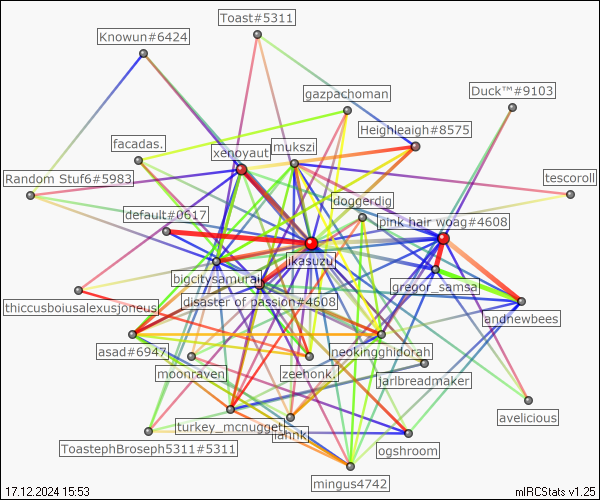 Toast#5311
Knowun#6424
Duck™#9103
gazpachoman
Heighleaigh#8575
facadas.
mukszi
xenoyaut
Random Stuf6#5983
tescoroll
doggerdig
default#0617
pink hair woag#4608
ikasuzu
bigcitysamurai
gregor_samsa
disaster of passion#4608
thiccusboiusalexusjoneus
andnewbees
asad#6947
neokingghidorah
moonraven
zeehonk.
jarlbreadmaker
avelicious
turkey_mcnugget
iahnk
ToastephBroseph5311#5311
ogshroom
mingus4742
17.12.2024 15:53
mIRCStats v1.25